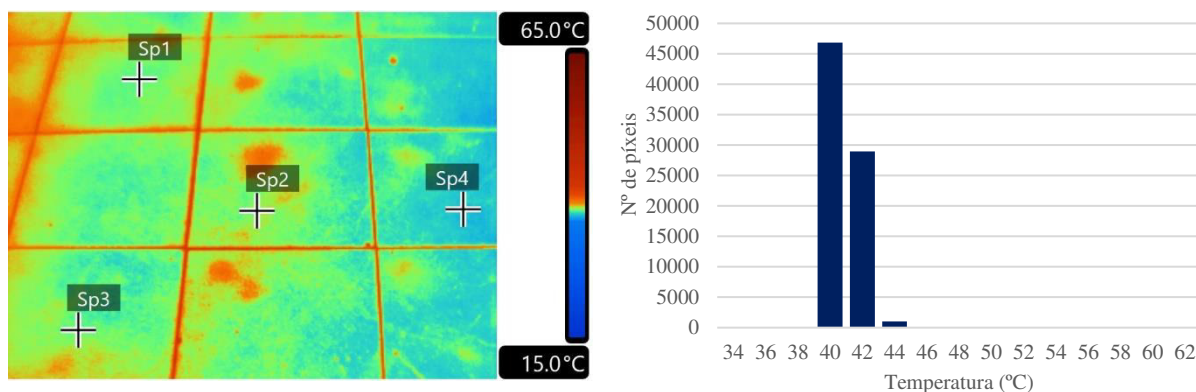 65.0°C
Sp1
Sp2
Sp4
Sp3
15.0°C
Nº de píxeis
50000
45000
40000
35000
30000
25000
20000
15000
10000
5000
0
34 36 38 40 42 44 46 48 50 52 54 56 58 60 62
Temperatura (ºC)